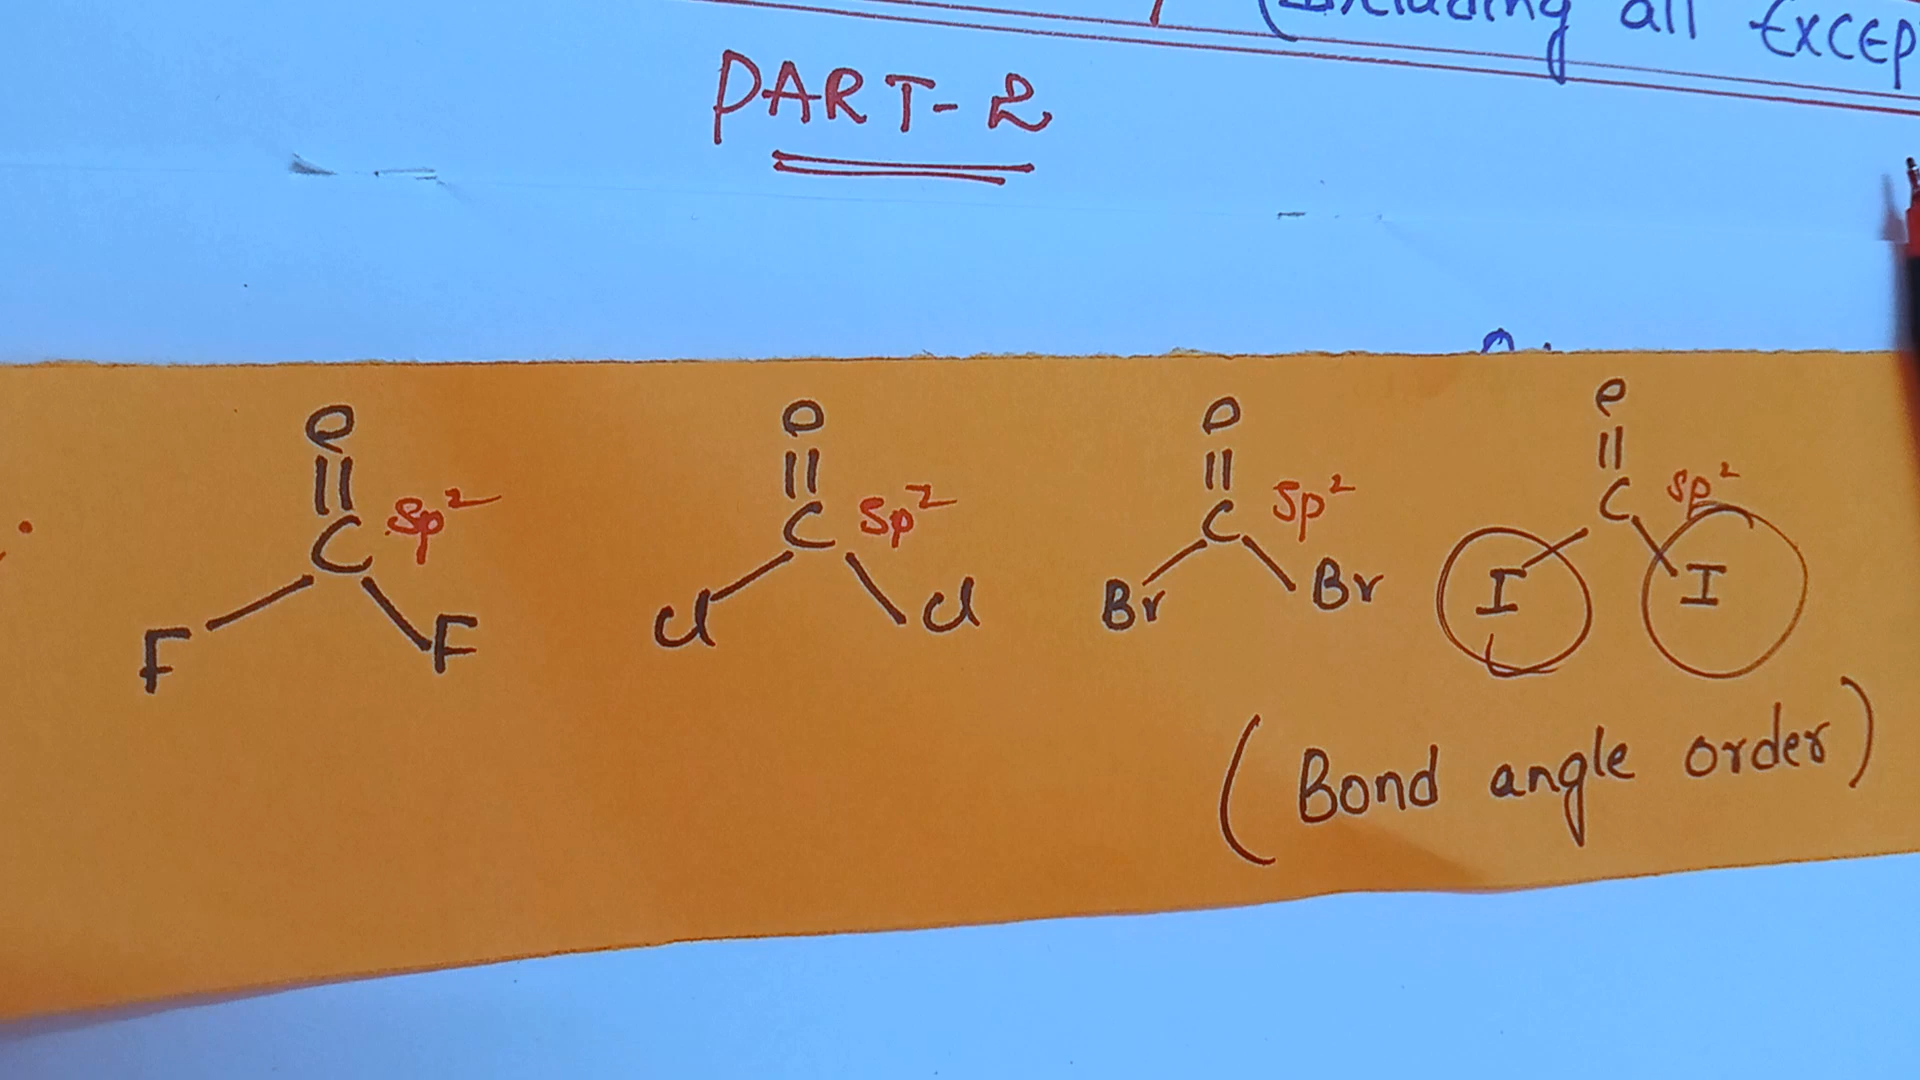 all EXCEP
PART-2
O O O O
C sp² C sp² C sp² C sp²
F F Cl Cl Br Br I I
(Bond angle order)